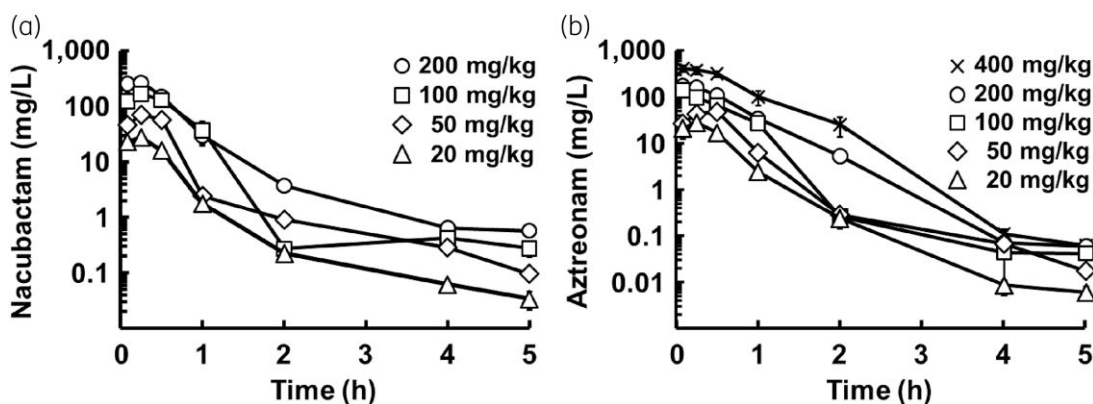 (a)
Nacubactam (mg/L)
1,000
100
10
1
0.1
0 1 2 3 4 5
Time (h)
200 mg/kg
100 mg/kg
50 mg/kg
20 mg/kg
(b)
Aztreonam (mg/L)
1,000
100
10
1
0.1
0.01
0 1 2 3 4 5
Time (h)
400 mg/kg
200 mg/kg
100 mg/kg
50 mg/kg
20 mg/kg